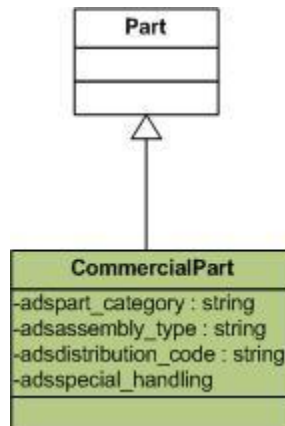 Part
CommercialPart
-adspart_category : string
-adsassembly_type : string
-adsdistribution_code : string
-adsspecial_handling